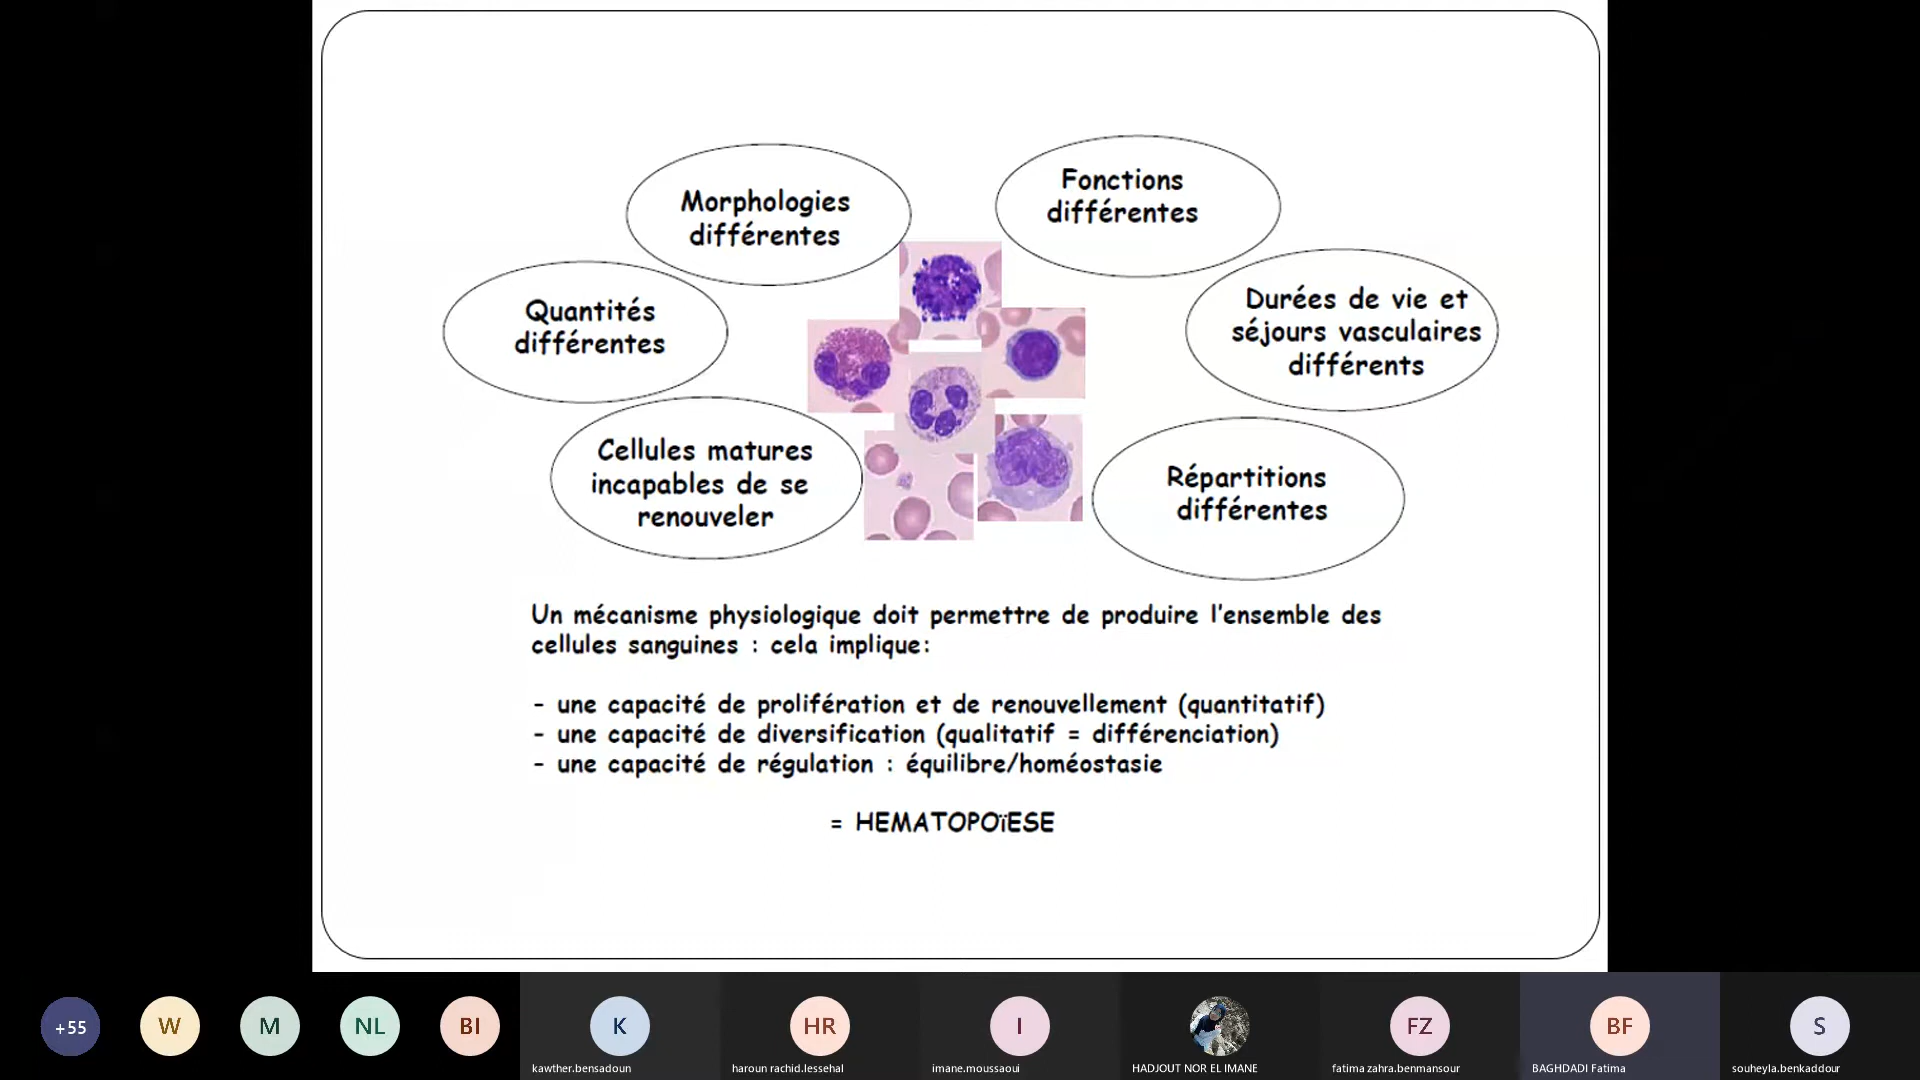 Morphologies
différentes
Fonctions
différentes
Quantités
différentes
Durées de vie et
séjours vasculaires
différents
Cellules matures
incapables de se
renouveler
Répartitions
différentes
Un mécanisme physiologique doit permettre de produire l'ensemble des
cellules sanguines : cela implique:
- une capacité de prolifération et de renouvellement (quantitatif)
- une capacité de diversification (qualitatif = différenciation)
- une capacité de régulation : équilibre/homéostasie
= HEMATOPOïESE
+55
W
M
NL
BI
K
HR
I
FZ
BF
S
kawther.bensadoun
haroun rachid.lessehal
imane.moussaoui
HADJOUT NOR EL IMANE
fatima zahra.benmansour
BAGHDADI Fatima
souheyla.benkaddour